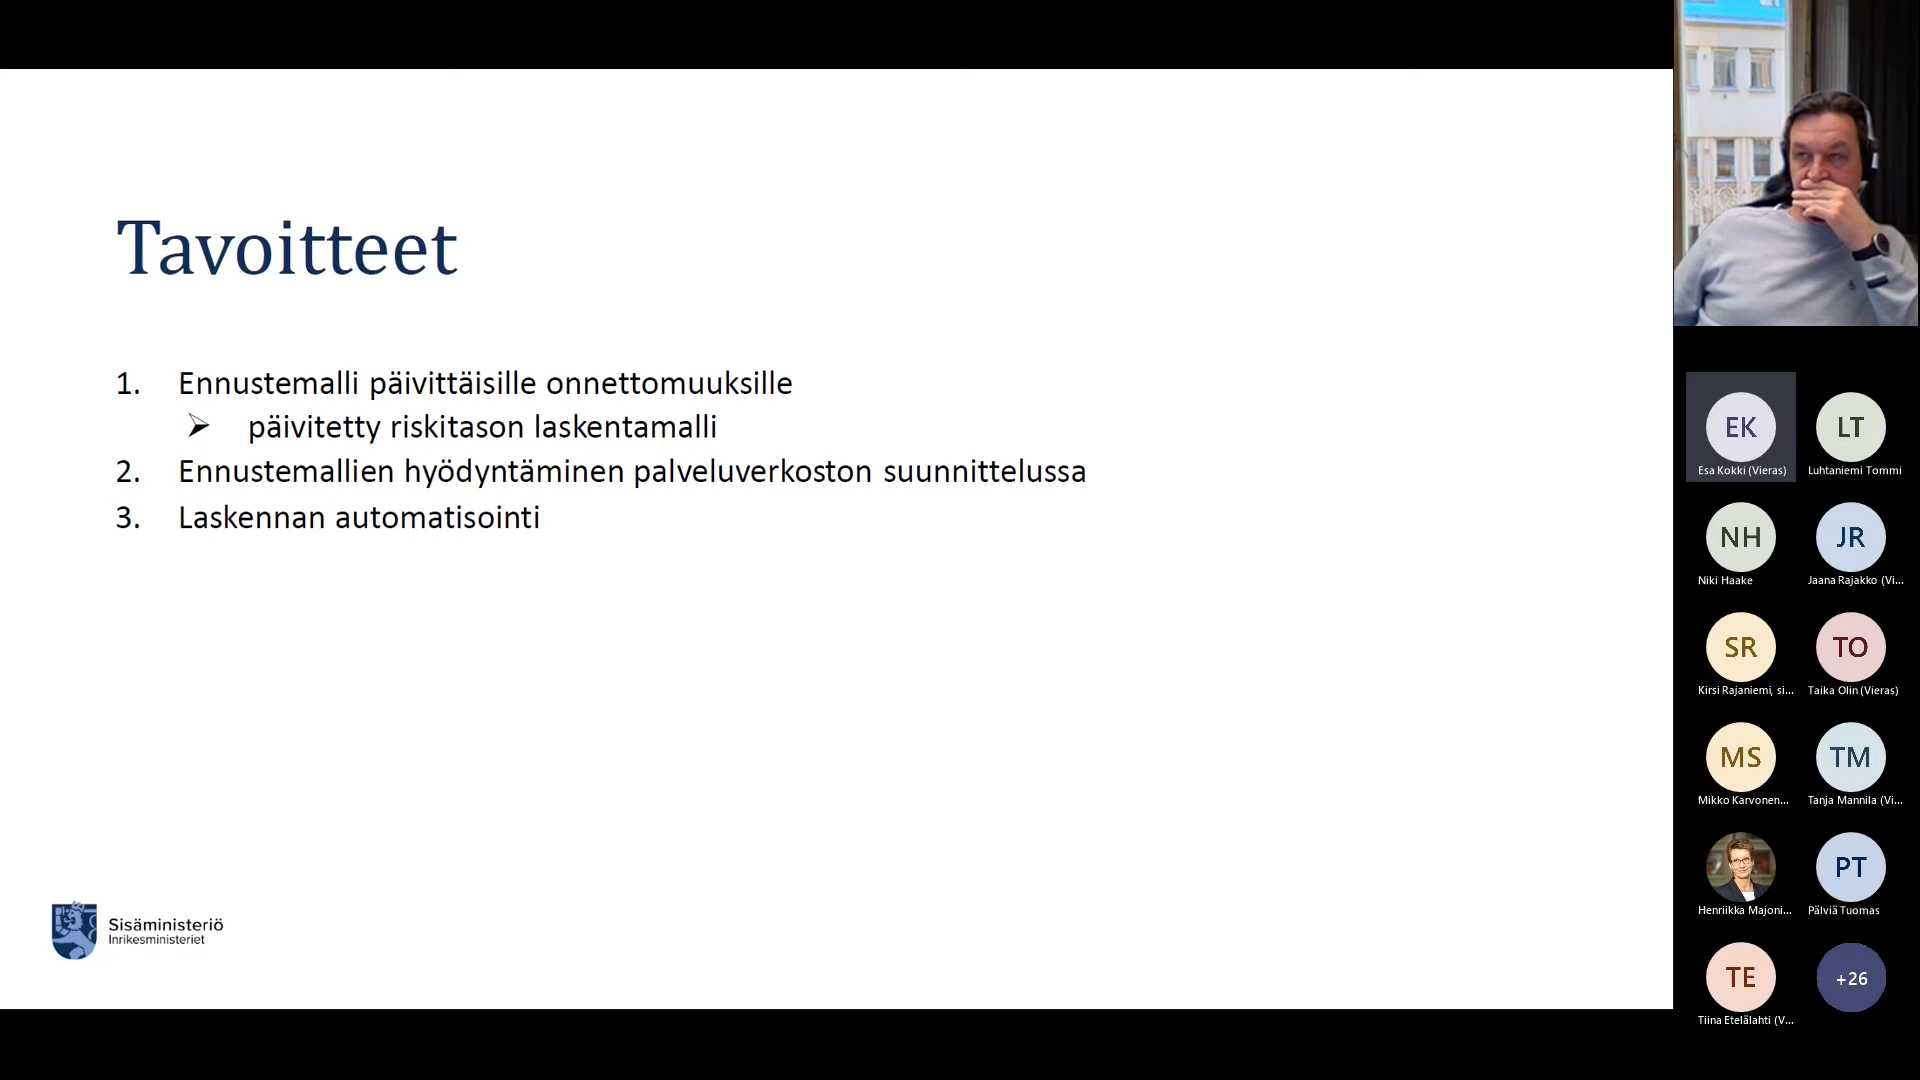 Tavoitteet
1. Ennustemalli päivittäisille onnettomuuksille
➢ päivitetty riskitason laskentamalli
2. Ennustemallien hyödyntäminen palveluverkoston suunnittelussa
3. Laskennan automatisointi
Sisäministeriö
Inrikesministeriet
EK
Esa Kokki (Vieras)
LT
Luhtaniemi Tommi
NH
Niki Haake
JR
Jaana Rajakko (Vi...
SR
Kirsi Rajaniemi, si...
TO
Taika Olin (Vieras)
MS
Mikko Karvonen...
TM
Tanja Mannila (Vi...
Henriikka Majoni...
PT
Pälviä Tuomas
TE
Tiina Etelälahti (V...
+26